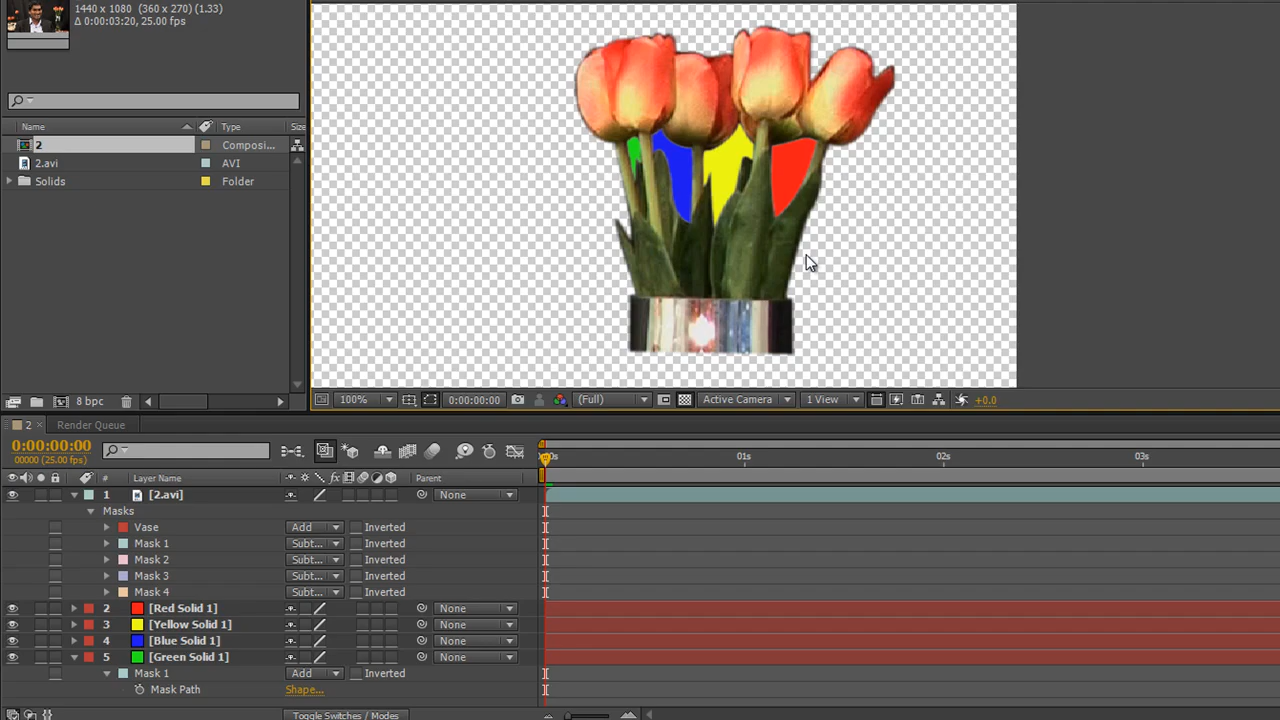 1440 x 1080 (360 x 270) (1.33)
Δ 0:00:03:20, 25.00 fps
Name Type Size
2 Composi...
2.avi AVI
Solids Folder
8 bpc 100% 0:00:00:00 (Full) Active Camera 1 View +0.0
2 Render Queue
0:00:00:00
00000 (25.00 fps)
:00s 01s 02s 03s
# Layer Name fx Parent
1 [2.avi] None
Masks
Vase Add Inverted
Mask 1 Subt... Inverted
Mask 2 Subt... Inverted
Mask 3 Subt... Inverted
Mask 4 Subt... Inverted
2 [Red Solid 1] None
3 [Yellow Solid 1] None
4 [Blue Solid 1] None
5 [Green Solid 1] None
Mask 1 Add Inverted
Mask Path Shape...
Toggle Switches / Modes